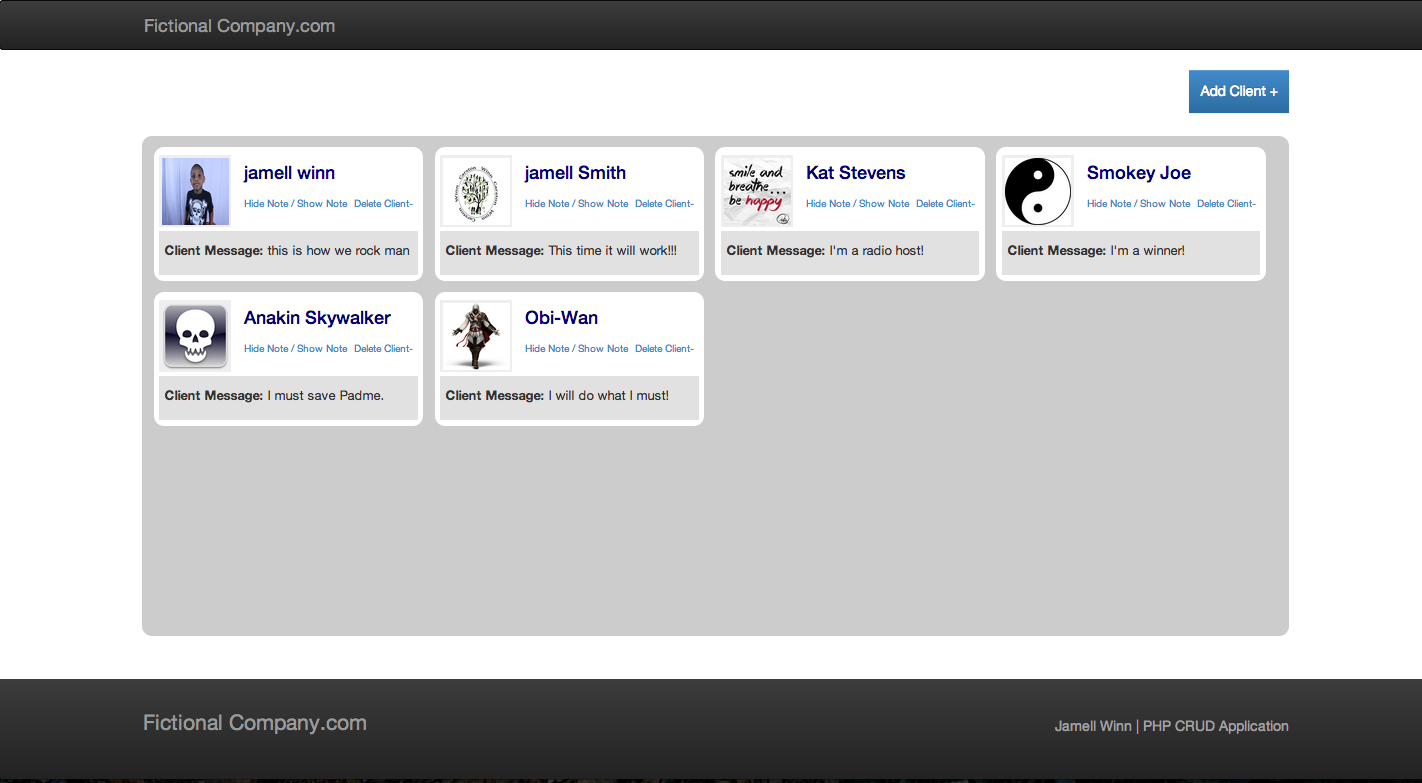 Fictional Company.com
Add Client +
jamell winn
Hide Note / Show Note Delete Client-
Client Message: this is how we rock man
jamell Smith
Hide Note / Show Note Delete Client-
Client Message: This time it will work!!!
smile and
breathe...
be happy
Kat Stevens
Hide Note / Show Note Delete Client-
Client Message: I'm a radio host!
Smokey Joe
Hide Note / Show Note Delete Client-
Client Message: I'm a winner!
Anakin Skywalker
Hide Note / Show Note Delete Client-
Client Message: I must save Padme.
Obi-Wan
Hide Note / Show Note Delete Client-
Client Message: I will do what I must!
Fictional Company.com
Jamell Winn | PHP CRUD Application